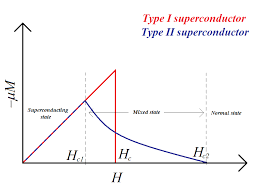 Type I superconductor
Type II superconductor
−μM
Superconducting
state
Mixed state
Normal state
Hc1
Hc
Hc2
H